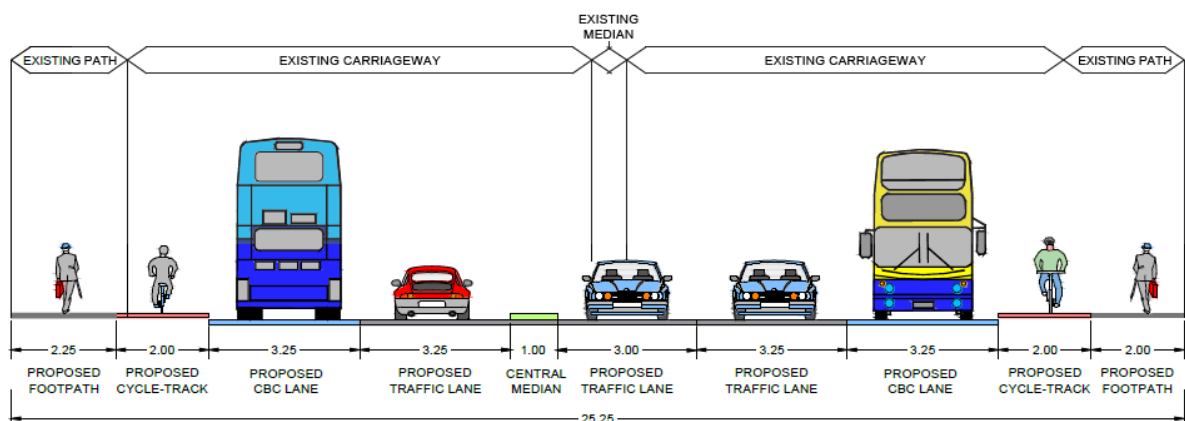 EXISTING
MEDIAN
EXISTING PATH
EXISTING CARRIAGEWAY
EXISTING CARRIAGEWAY
EXISTING PATH
2.25
2.00
3.25
3.25
1.00
3.00
3.25
3.25
2.00
2.00
PROPOSED
FOOTPATH
PROPOSED
CYCLE-TRACK
PROPOSED
CBC LANE
PROPOSED
TRAFFIC LANE
CENTRAL
MEDIAN
PROPOSED
TRAFFIC LANE
PROPOSED
TRAFFIC LANE
PROPOSED
CBC LANE
PROPOSED
CYCLE-TRACK
PROPOSED
FOOTPATH
25.25